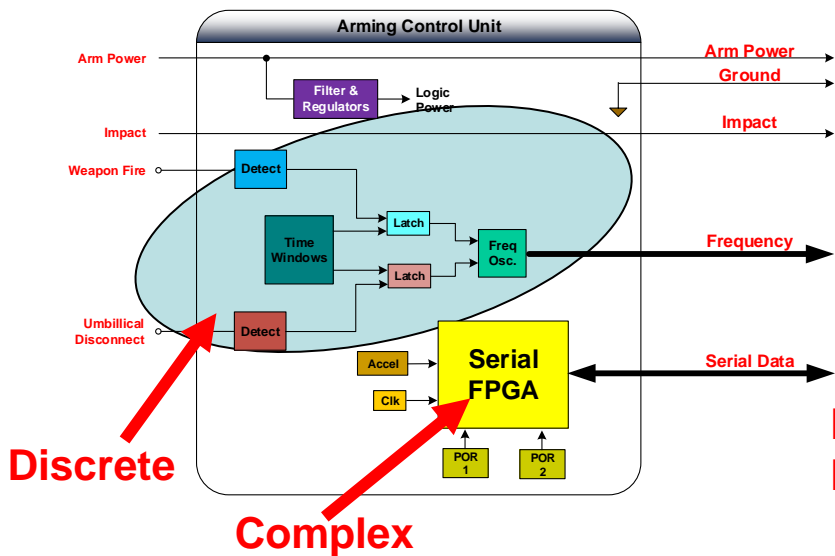 Arming Control Unit
Arm Power
Arm Power
Ground
Filter &
Regulators
Logic
Power
Impact
Impact
Weapon Fire
Detect
Latch
Time
Windows
Freq
Osc.
Frequency
Latch
Umbillical
Disconnect
Detect
Accel
Serial
FPGA
Serial Data
Clk
POR
1
POR
2
Discrete
Complex